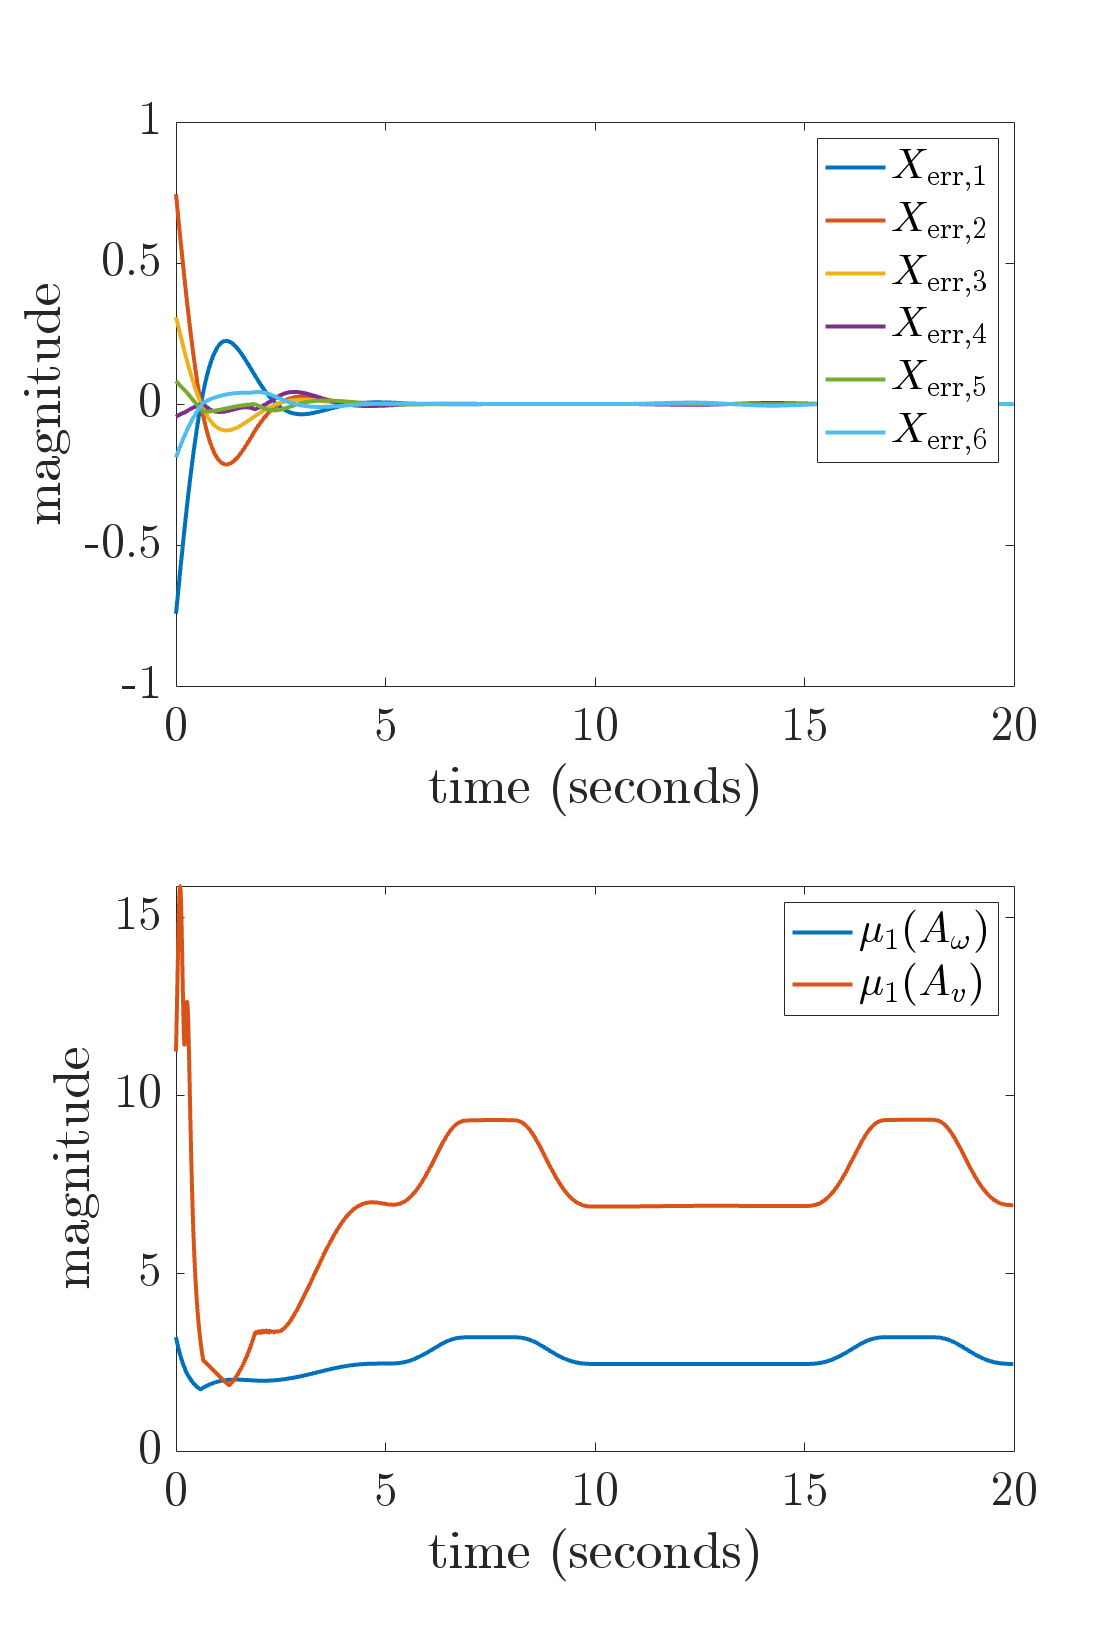 1
0.5
0
-0.5
-1
magnitude
X_err,1
X_err,2
X_err,3
X_err,4
X_err,5
X_err,6
0 5 10 15 20
time (seconds)
15
10
5
0
magnitude
μ₁(A_ω)
μ₁(A_v)
0 5 10 15 20
time (seconds)